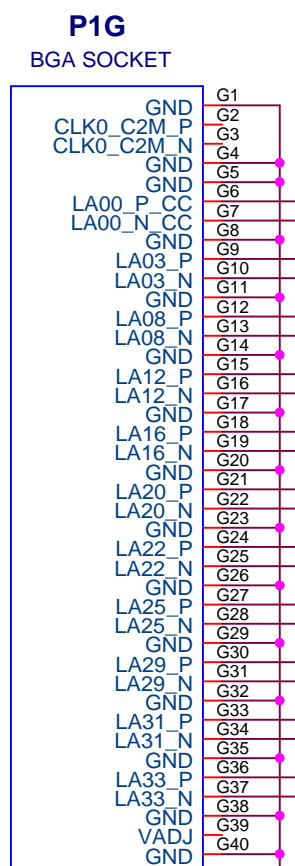 P1G
BGA SOCKET
GND G1
CLK0_C2M_P G2
CLK0_C2M_N G3
GND G4
GND G5
LA00_P_CC G6
LA00_N_CC G7
GND G8
LA03_P G9
LA03_N G10
GND G11
LA08_P G12
LA08_N G13
GND G14
LA12_P G15
LA12_N G16
GND G17
LA16_P G18
LA16_N G19
GND G20
LA20_P G21
LA20_N G22
GND G23
LA22_P G24
LA22_N G25
GND G26
LA25_P G27
LA25_N G28
GND G29
LA29_P G30
LA29_N G31
GND G32
LA31_P G33
LA31_N G34
GND G35
LA33_P G36
LA33_N G37
GND G38
VADJ G39
GND G40